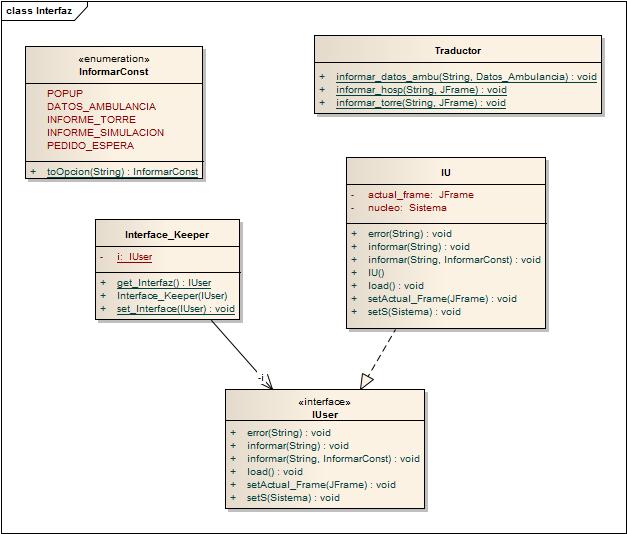 class Interfaz
«enumeration»
InformarConst
POPUP
DATOS_AMBULANCIA
INFORME_TORRE
INFORME_SIMULACION
PEDIDO_ESPERA
+ toOpcion(String) : InformarConst
Traductor
+ informar_datos_ambu(String, Datos_Ambulancia) : void
+ informar_hosp(String, JFrame) : void
+ informar_torre(String, JFrame) : void
IU
- actual_frame: JFrame
- nucleo: Sistema
+ error(String) : void
+ informar(String) : void
+ informar(String, InformarConst) : void
+ IU()
+ load() : void
+ setActual_Frame(JFrame) : void
+ setS(Sistema) : void
Interface_Keeper
- i: IUser
+ get_Interfaz() : IUser
+ Interface_Keeper(IUser)
+ set_Interface(IUser) : void
-i
«interface»
IUser
+ error(String) : void
+ informar(String) : void
+ informar(String, InformarConst) : void
+ load() : void
+ setActual_Frame(JFrame) : void
+ setS(Sistema) : void